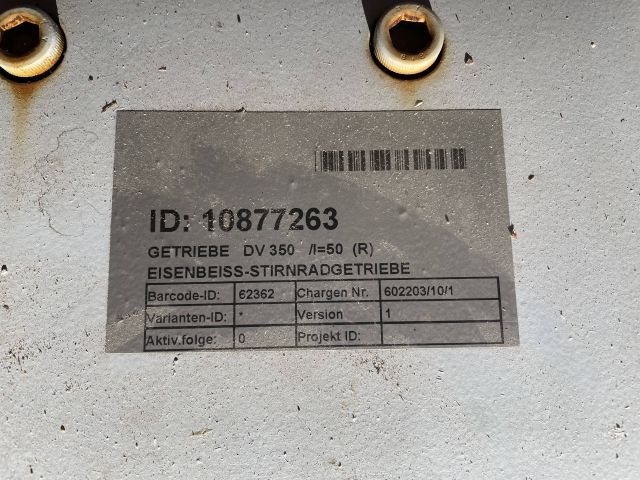 ID: 10877263
GETRIEBE DV 350 /I=50 (R)
EISENBEISS-STIRNRADGETRIEBE
Barcode-ID: 62362 Chargen Nr. 602203/10/1
Varianten-ID: * Version 1
Aktiv.folge: 0 Projekt ID: